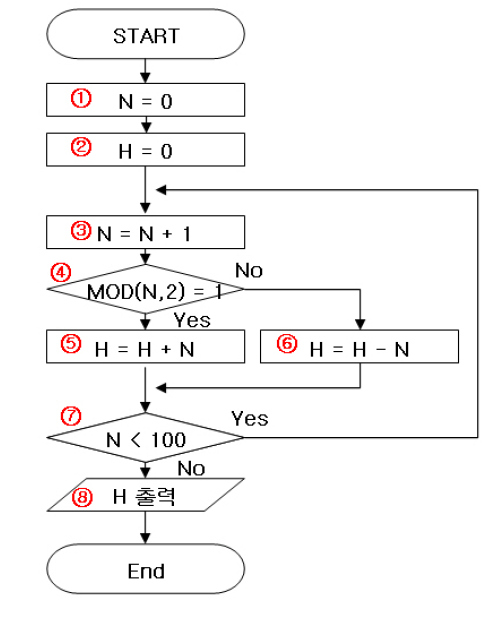 START
① N = 0
② H = 0
③ N = N + 1
④ MOD(N,2) = 1
No
Yes
⑤ H = H + N
⑥ H = H - N
⑦ N < 100
Yes
No
⑧ H 출력
End